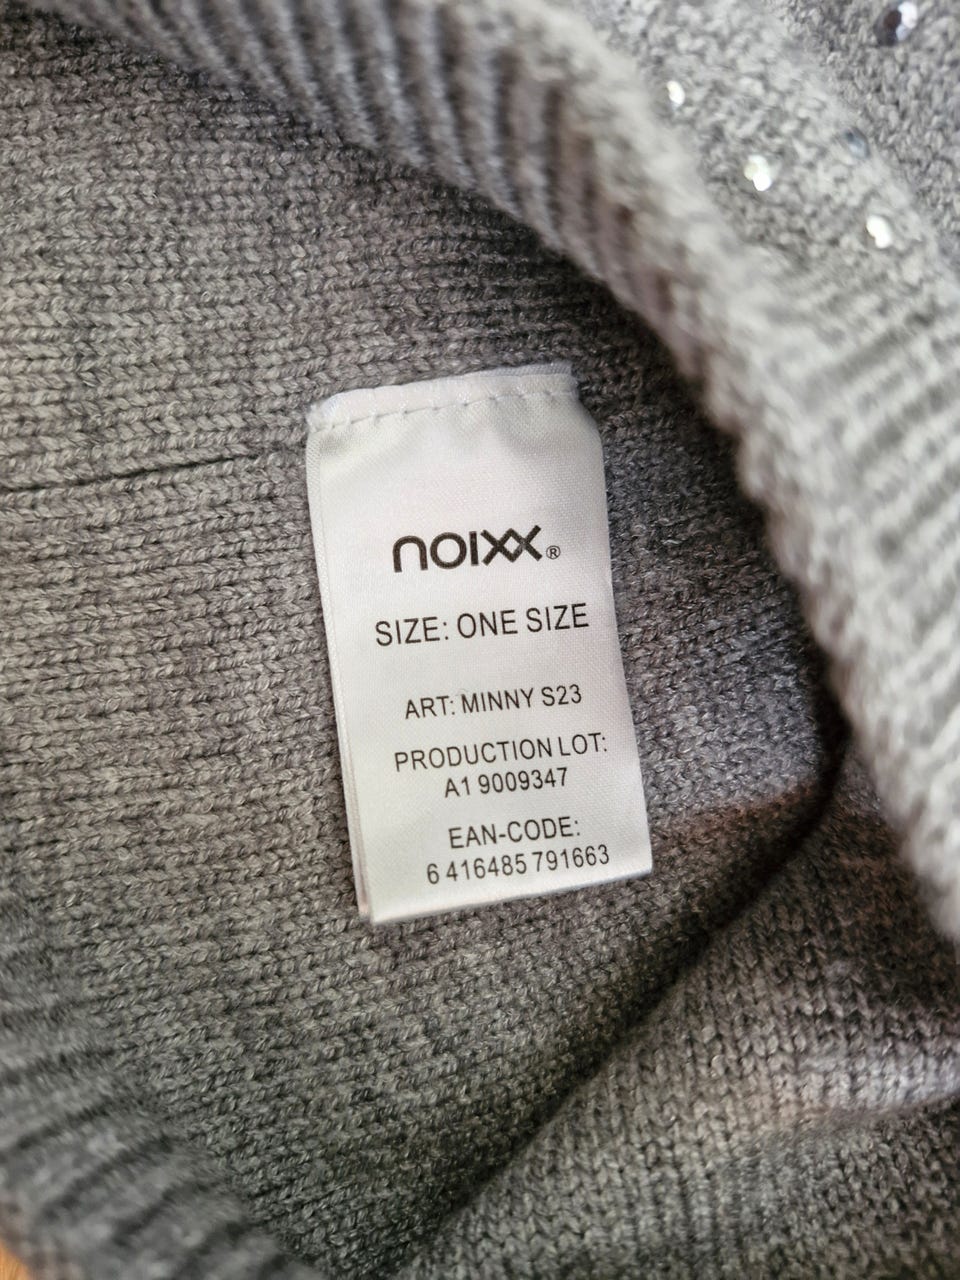 noixx®
SIZE: ONE SIZE
ART: MINNY S23
PRODUCTION LOT:
A1 9009347
EAN-CODE:
6 416485 791663